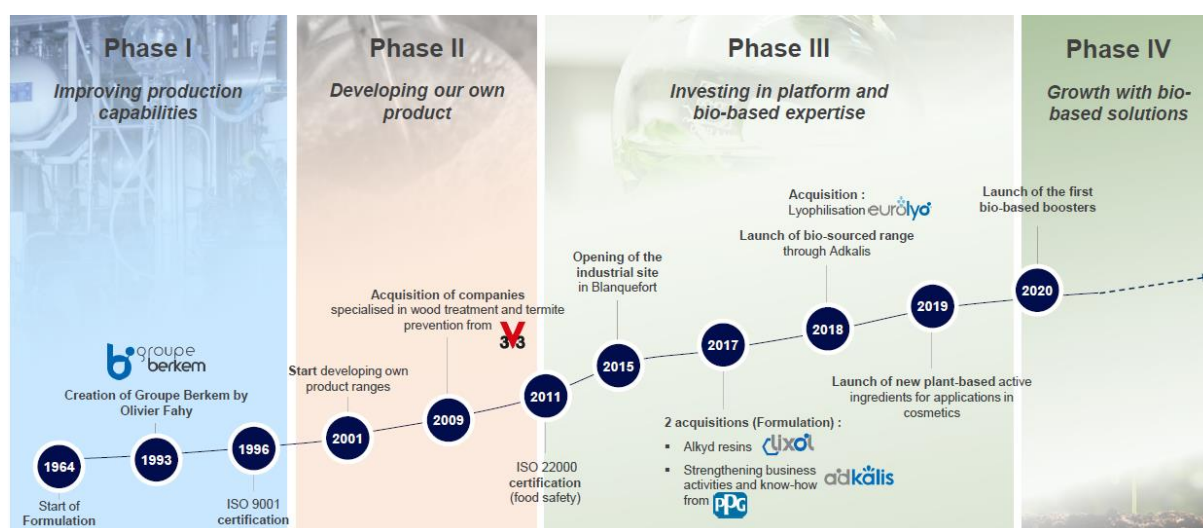 Phase I
Improving production
capabilities
Phase II
Developing our own
product
Phase III
Investing in platform and
bio-based expertise
Phase IV
Growth with bio-
based solutions
1964
Start of
Formulation
groupe
berkem
Creation of Groupe Berkem by
Olivier Fahy
1993
1996
ISO 9001
certification
Start developing own
product ranges
2001
Acquisition of companies
specialised in wood treatment and termite
prevention from
3V3
2009
2011
ISO 22000
certification
(food safety)
Opening of the
industrial site
in Blanquefort
2015
2017
2 acquisitions (Formulation) :
▪ Alkyd resins lixol
▪ Strengthening business
activities and know-how
from PPG
adkalis
Acquisition :
Lyophilisation eurolyo
Launch of bio-sourced range
through Adkalis
2018
2019
Launch of new plant-based active
ingredients for applications in
cosmetics
Launch of the first
bio-based boosters
2020